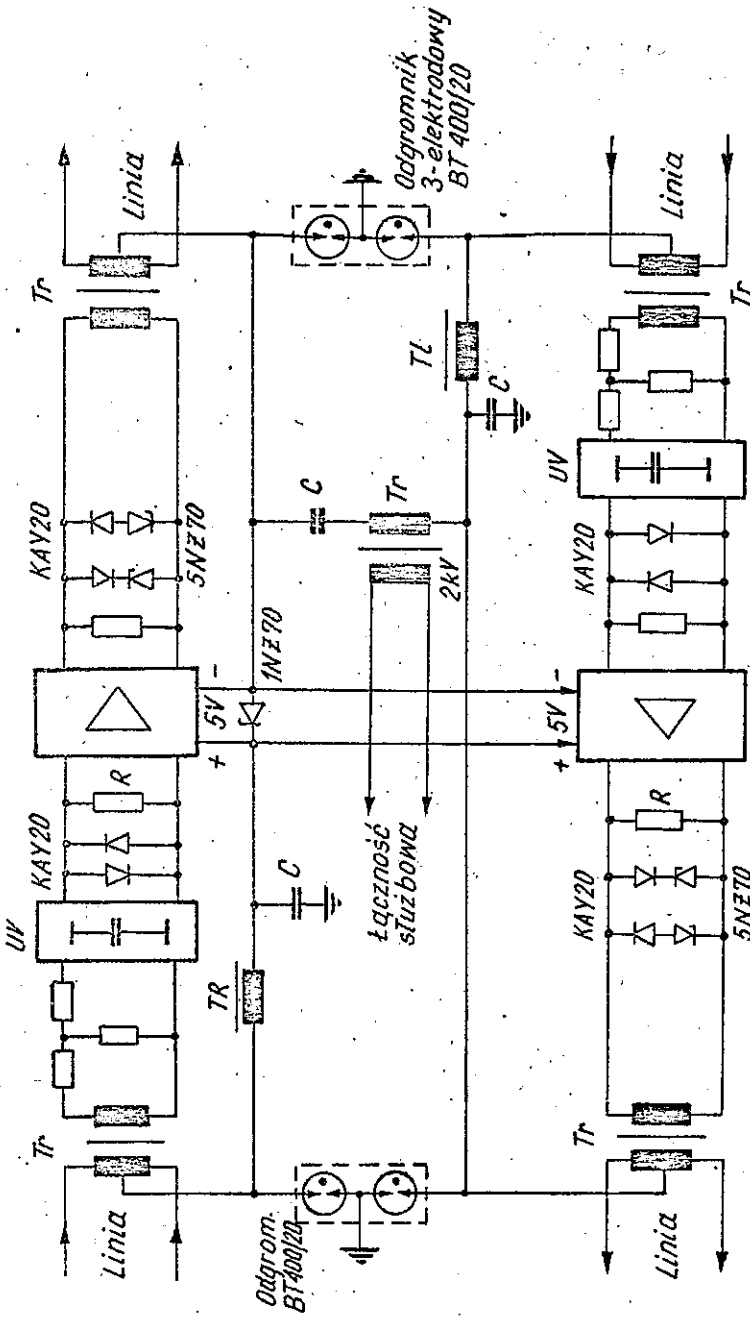 Linia
Tr
UV
KAY20
R
5V
+
-
KAY20
5NZ70
Tr
Linia
Odgrom.
BT400/20
TR
C
1NZ70
Łączność
służbowa
2kV
C
Tr
Tl
C
Odgromnik
3-elektrodowy
BT 400/20
Linia
Tr
KAY20
5NZ70
R
5V
+
-
KAY20
UV
Tr
Linia